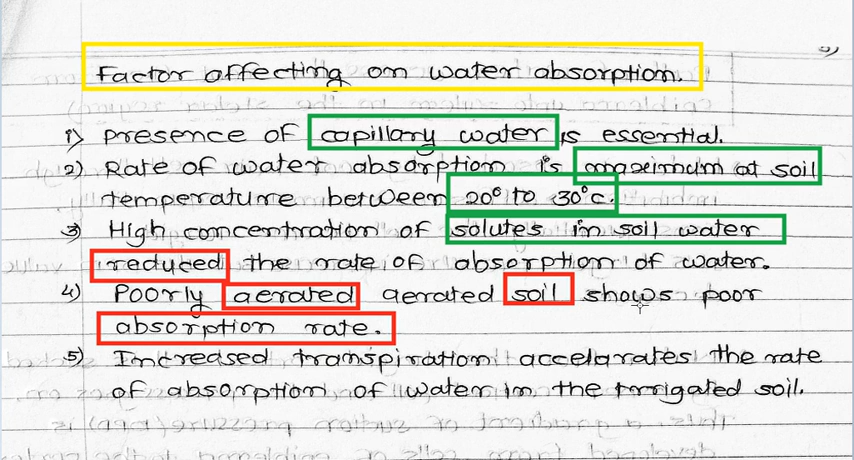 Factor affecting on water absorption.
1) Presence of capillary water is essential.
2) Rate of water absorption is maximum at soil
temperature between 20° to 30°c.
3) High concentration of solutes in soil water
reduced the rate of absorption of water.
4) Poorly aerated aerated soil shows poor
absorption rate.
5) Increased transpiration accelarates the rate
of absorption of water in the irrigated soil.